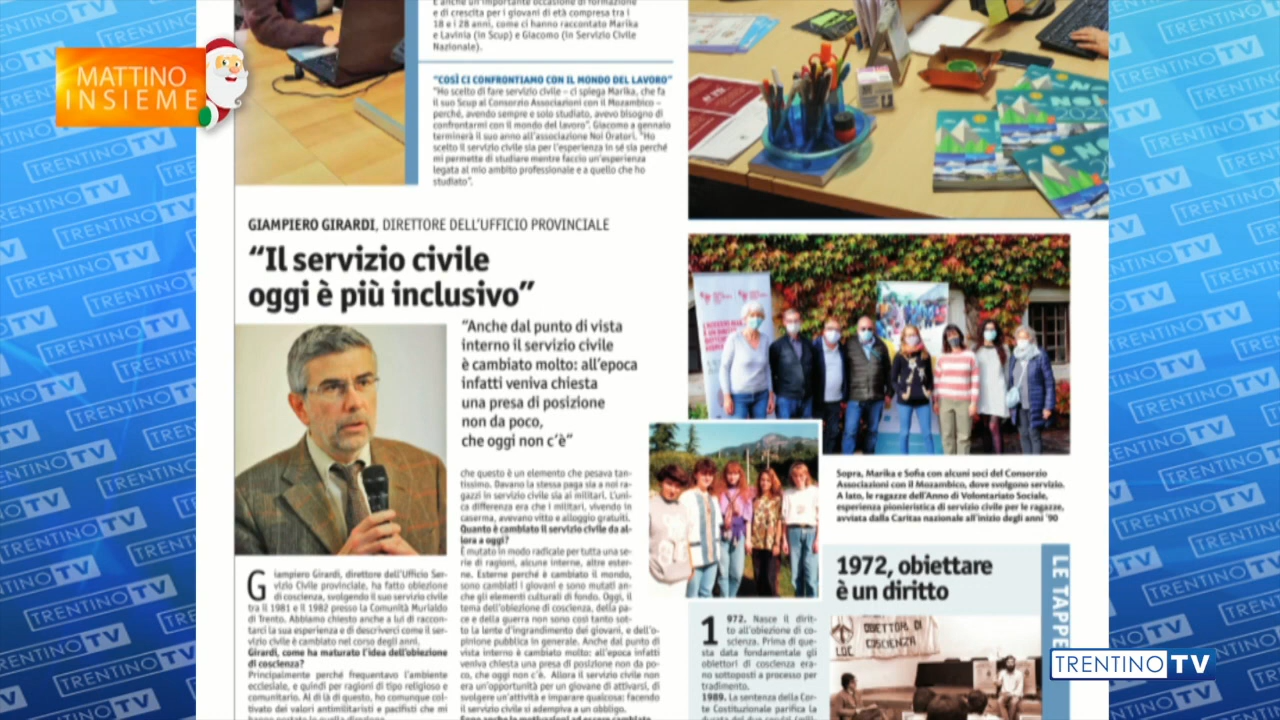 MATTINO
INSIEME
È anche un importante occasione di formazione
e di crescita per i giovani di età compresa tra i
18 e i 28 anni, come ci hanno raccontato Marika
e Lavinia (in Scup) e Giacomo (in Servizio Civile
Nazionale).
"COSÌ CI CONFRONTIAMO CON IL MONDO DEL LAVORO"
"Ho scelto di fare servizio civile – ci spiega Marika, che fa
il suo Scup al Consorzio Associazioni con il Mozambico –
perché, avendo sempre e solo studiato, avevo bisogno di
confrontarmi con il mondo del lavoro". Giacomo a gennaio
terminerà il suo anno all'associazione Noi Oratori. "Ho
scelto il servizio civile sia per l'esperienza in sé sia perché
mi permette di studiare mentre faccio un'esperienza
legata al mio ambito professionale e a quello che ho
studiato".
GIAMPIERO GIRARDI, DIRETTORE DELL'UFFICIO PROVINCIALE
"Il servizio civile
oggi è più inclusivo"
"Anche dal punto di vista
interno il servizio civile
è cambiato molto: all'epoca
infatti veniva chiesta
una presa di posizione
non da poco,
che oggi non c'è"
Giampiero Girardi, direttore dell'Ufficio Ser-
vizio Civile provinciale, ha fatto obiezione
di coscienza, svolgendo il suo servizio civile
tra il 1981 e il 1982 presso la Comunità Murialdo
di Trento. Abbiamo chiesto anche a lui di raccon-
tarci la sua esperienza e di descriverci come il ser-
vizio civile è cambiato nel corso degli anni.
Girardi, come ha maturato l'idea dell'obiezione
di coscienza?
Principalmente perché frequentavo l'ambiente
ecclesiale, e quindi per ragioni di tipo religioso e
comunitario. Al di là di questo, ho comunque col-
tivato dei valori antimilitaristi e pacifisti che mi
hanno portato in quella direzione.
che questo è un elemento che pesava tan-
tissimo. Davano la stessa paga sia a noi ra-
gazzi in servizio civile sia ai militari. L'uni-
ca differenza era che i militari, vivendo in
caserma, avevano vitto e alloggio gratuiti.
Quanto è cambiato il servizio civile da al-
lora a oggi?
È mutato in modo radicale per tutta una se-
rie di ragioni, alcune interne, altre ester-
ne. Esterne perché è cambiato il mondo,
sono cambiati i giovani e sono mutati an-
che gli elementi culturali di fondo. Oggi, il
tema dell'obiezione di coscienza, della pa-
ce e della guerra non sono così tanto sot-
to la lente d'ingrandimento dei giovani, e dell'o-
pinione pubblica in generale. Anche dal punto di
vista interno è cambiato molto: all'epoca infatti
veniva chiesta una presa di posizione non da po-
co, che oggi non c'è. Allora il servizio civile non
era un'opportunità per un giovane di attivarsi, di
svolgere un'attività e imparare qualcosa: facendo
il servizio civile si adempiva a un obbligo.
Sono anche le motivazioni ad essere cambiate
NOI
2021
Sopra, Marika e Sofia con alcuni soci del Consorzio
Associazioni con il Mozambico, dove svolgono servizio.
A lato, le ragazze dell'Anno di Volontariato Sociale,
esperienza pionieristica di servizio civile per le ragazze,
avviata dalla Caritas nazionale all'inizio degli anni '90
1972, obiettare
è un diritto
LE TAPPE
1972. Nasce il dirit-
to all'obiezione di co-
scienza. Prima di que-
sta data fondamentale gli
obiettori di coscienza era-
no sottoposti a processo per
tradimento.
1989. La sentenza della Cor-
te Costituzionale parifica la
durata dei due servizi (mili-
OBIETTORI DI
COSCIENZA
LOC
TRENTINO TV